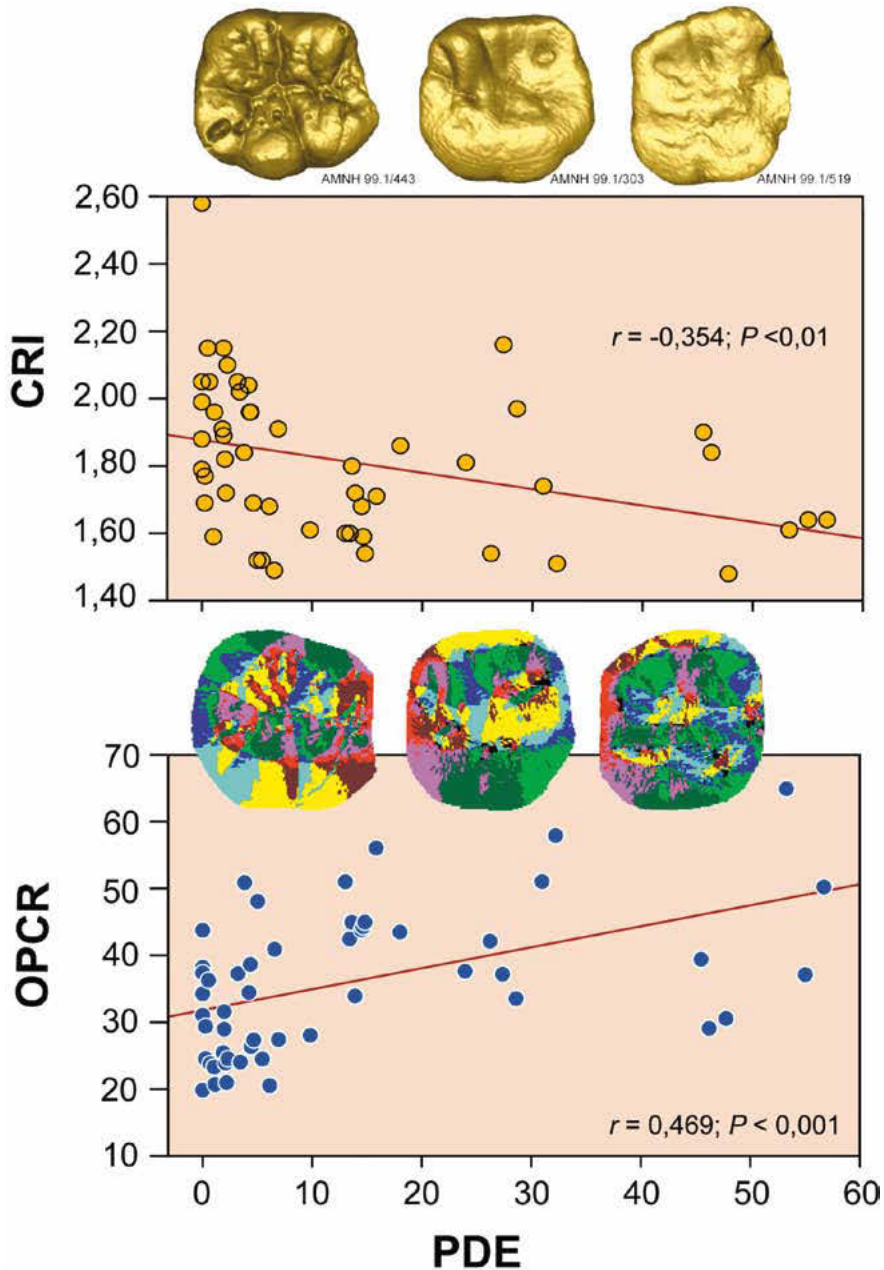 AMNH 99.1/443
AMNH 99.1/303
AMNH 99.1/519
CRI
2,60
2,40
2,20
2,00
1,80
1,60
1,40
r = -0,354; P <0,01
OPCR
70
60
50
40
30
20
10
r = 0,469; P < 0,001
0 10 20 30 40 50 60
PDE